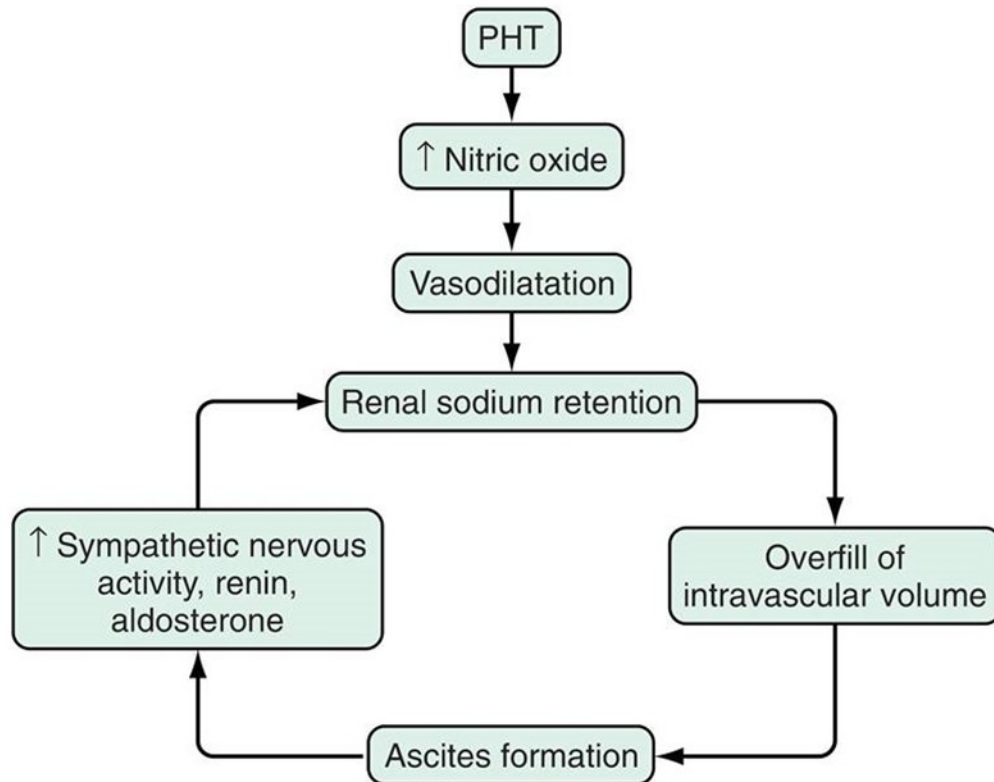 PHT
↑ Nitric oxide
Vasodilatation
Renal sodium retention
↑ Sympathetic nervous
activity, renin,
aldosterone
Overfill of
intravascular volume
Ascites formation